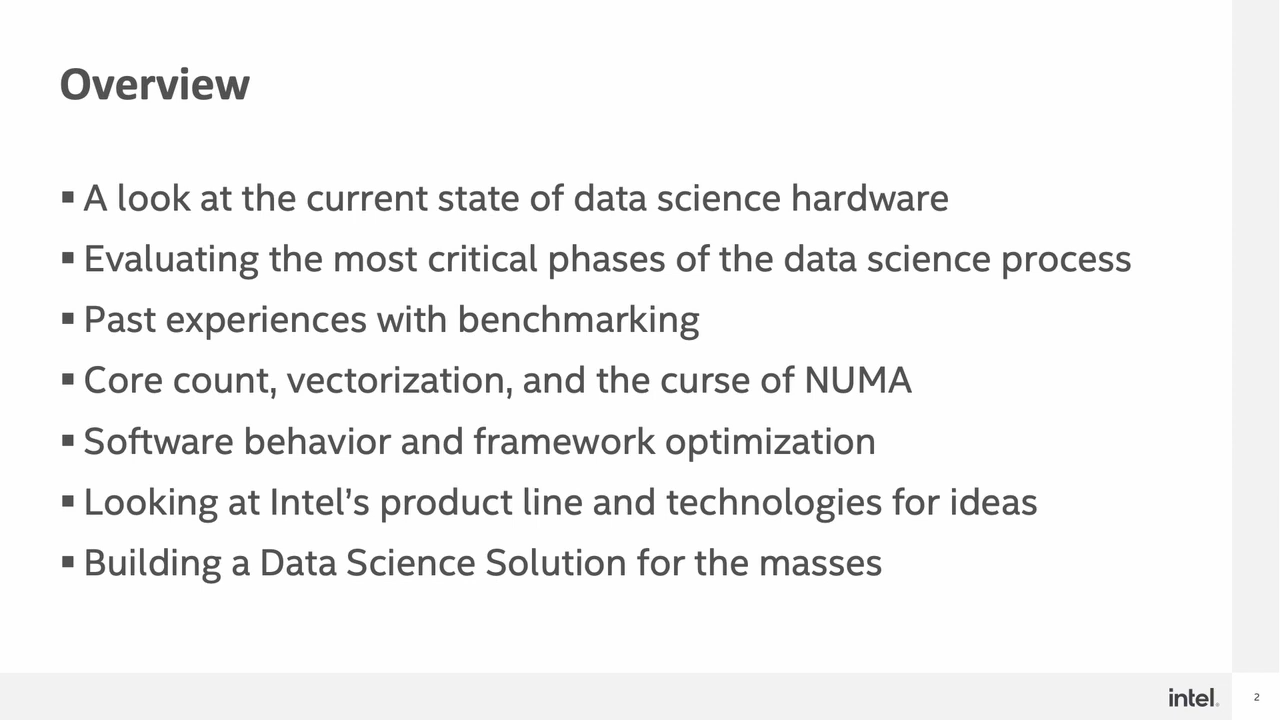 Overview
▪ A look at the current state of data science hardware
▪ Evaluating the most critical phases of the data science process
▪ Past experiences with benchmarking
▪ Core count, vectorization, and the curse of NUMA
▪ Software behavior and framework optimization
▪ Looking at Intel’s product line and technologies for ideas
▪ Building a Data Science Solution for the masses
intel.
2